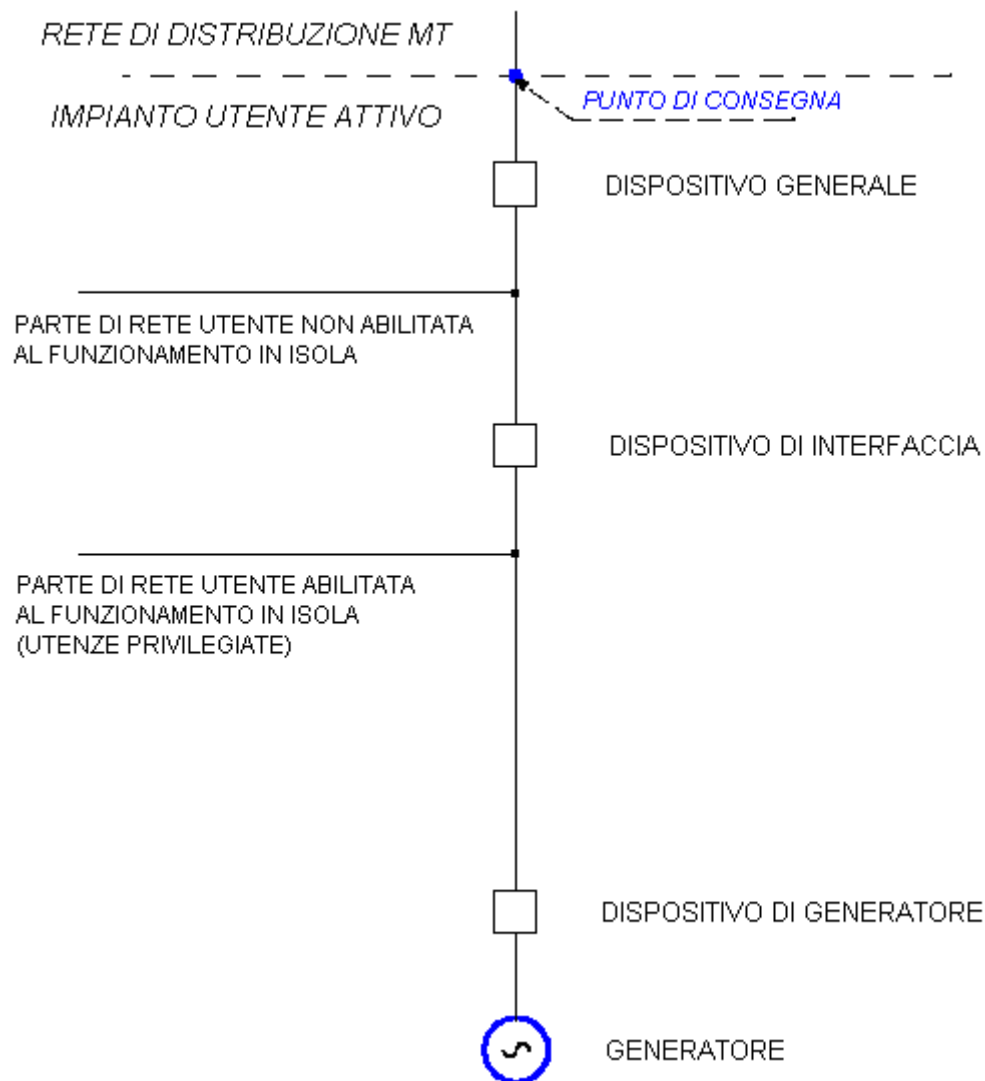 RETE DI DISTRIBUZIONE MT
PUNTO DI CONSEGNA
IMPIANTO UTENTE ATTIVO
DISPOSITIVO GENERALE
PARTE DI RETE UTENTE NON ABILITATA
AL FUNZIONAMENTO IN ISOLA
DISPOSITIVO DI INTERFACCIA
PARTE DI RETE UTENTE ABILITATA
AL FUNZIONAMENTO IN ISOLA
(UTENZE PRIVILEGIATE)
DISPOSITIVO DI GENERATORE
GENERATORE